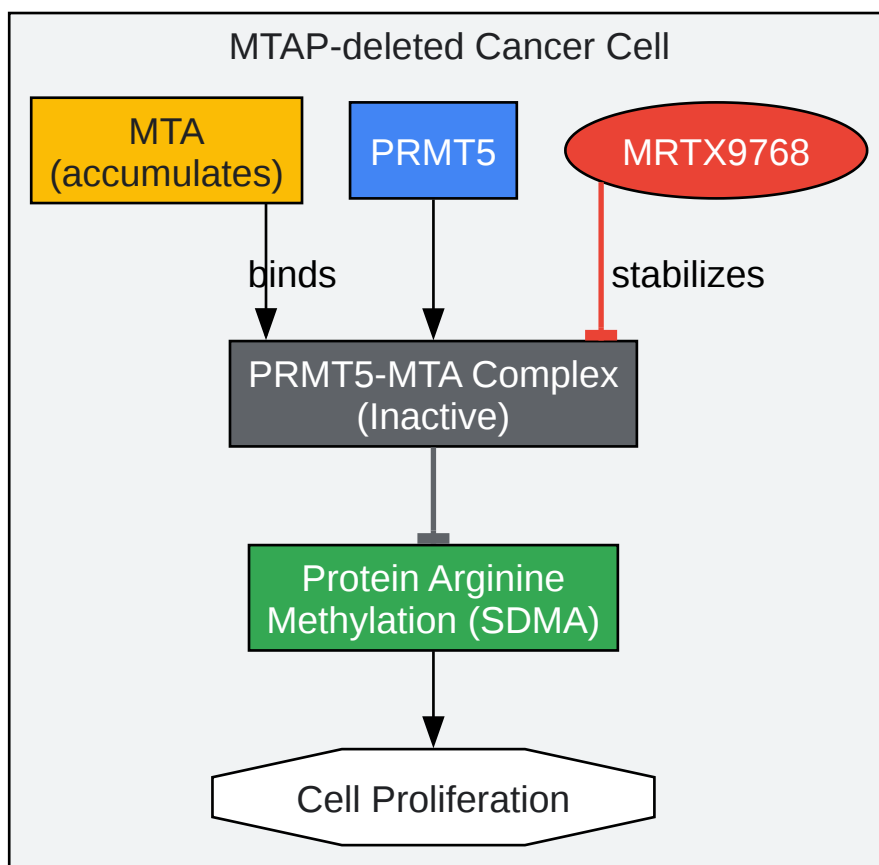 MTAP-deleted Cancer Cell
MTA
(accumulates)
PRMT5
MRTX9768
binds
stabilizes
PRMT5-MTA Complex
(Inactive)
Protein Arginine
Methylation (SDMA)
Cell Proliferation